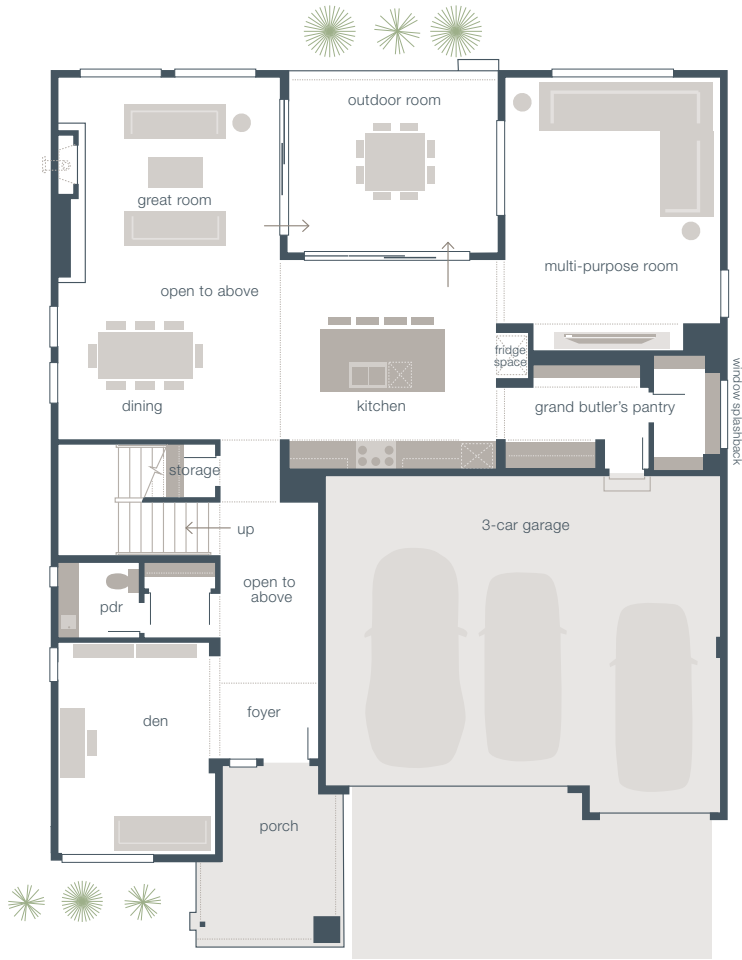 outdoor room
great room
multi-purpose room
open to above
fridge
space
dining
kitchen
grand butler's pantry
window splashback
storage
3-car garage
up
open to
above
pdr
foyer
den
porch